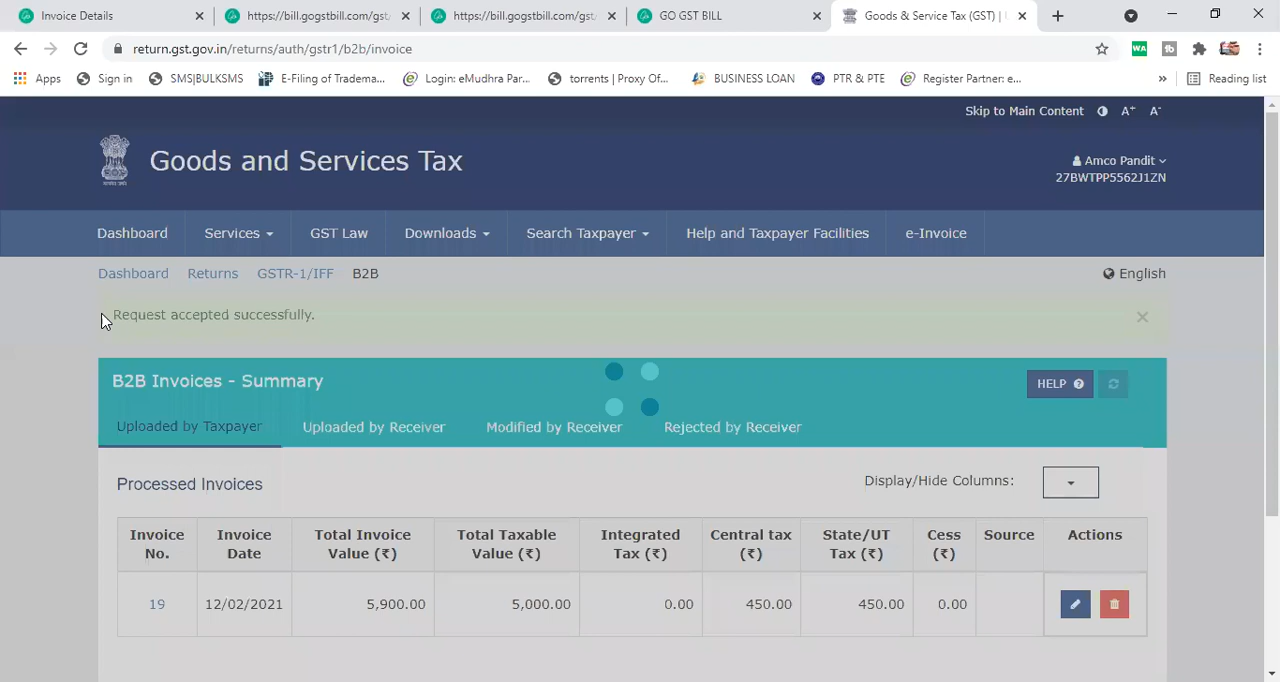 Invoice Details
https://bill.gogstbill.com/gst
https://bill.gogstbill.com/gst
GO GST BILL
Goods & Service Tax (GST) |
return.gst.gov.in/returns/auth/gstr1/b2b/invoice
WA
tb
Apps
Sign in
SMS|BULKSMS
E-Filing of Tradema...
Login: eMudhra Par...
torrents | Proxy Of...
BUSINESS LOAN
PTR & PTE
Register Partner: e...
»
Reading list
Skip to Main Content
A+
A-
Goods and Services Tax
Amco Pandit
27BWTPP5562J1ZN
Dashboard
Services
GST Law
Downloads
Search Taxpayer
Help and Taxpayer Facilities
e-Invoice
Dashboard
Returns
GSTR-1/IFF
B2B
English
Request accepted successfully.
B2B Invoices - Summary
HELP
Uploaded by Taxpayer
Uploaded by Receiver
Modified by Receiver
Rejected by Receiver
Processed Invoices
Display/Hide Columns:
Invoice No.
Invoice Date
Total Invoice Value (₹)
Total Taxable Value (₹)
Integrated Tax (₹)
Central tax (₹)
State/UT Tax (₹)
Cess (₹)
Source
Actions
19
12/02/2021
5,900.00
5,000.00
0.00
450.00
450.00
0.00